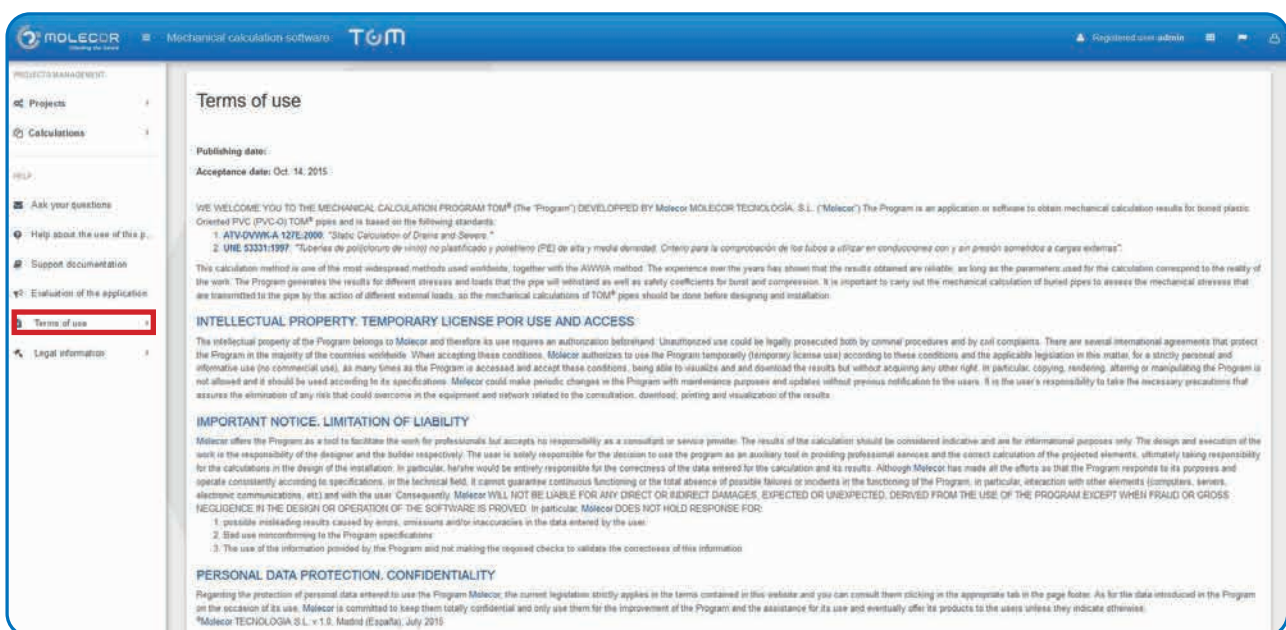 MOLECOR
Mechanical calculation software. TOM
Registered user admin
PROJECTS MANAGEMENT
Projects
Calculations
HELP
Ask your questions
Help about the use of this p..
Support documentation
Evaluation of the application
Terms of use
Legal information
Terms of use
Publishing date:
Acceptance date: Oct. 14, 2015
WE WELCOME YOU TO THE MECHANICAL CALCULATION PROGRAM TOM® (The "Program") DEVELOPPED BY Molecor MOLECOR TECNOLOGÍA, S.L. ("Molecor") The Program is an application or software to obtain mechanical calculation results for buried plastic
Oriented PVC (PVC-O) TOM® pipes and is based on the following standards:
1. ATV-DVWK-A 127E:2000: "Static Calculation of Drains and Sewers."
2. UNE 53331:1997: "Tuberías de poli(cloruro de vinilo) no plastificado y polietileno (PE) de alta y media densidad. Criterio para la comprobación de los tubos a utilizar en conducciones con y sin presión sometidos a cargas externas".
This calculation method is one of the most widespread methods used worldwide, together with the AWWA method. The experience over the years has shown that the results obtained are reliable, as long as the parameters used for the calculation correspond to the reality of
the work. The Program generates the results for different stresses and loads that the pipe will withstand as well as safety coefficients for burst and compression. It is important to carry out the mechanical calculation of buried pipes to assess the mechanical stresses that
are transmitted to the pipe by the action of different external loads, so the mechanical calculations of TOM® pipes should be done before designing and installation.
INTELLECTUAL PROPERTY. TEMPORARY LICENSE FOR USE AND ACCESS
The intellectual property of the Program belongs to Molecor and therefore its use requires an authorization beforehand. Unauthorized use could be legally prosecuted both by criminal procedures and by civil complaints. There are several international agreements that protect
the Program in the majority of the countries worldwide. When accepting these conditions, Molecor authorizes to use the Program temporarily (temporary license use) according to these conditions and the applicable legislation in this matter, for a strictly personal and
informative use (no commercial use), as many times as the Program is accessed and accept these conditions, being able to visualize and and download the results but without acquiring any other right. In particular, copying, rendering, altering or manipulating the Program is
not allowed and it should be used according to its specifications. Molecor could make periodic changes in the Program with maintenance purposes and updates without previous notification to the users. It is the user's responsibility to take the necessary precautions that
assures the elimination of any risk that could overcome in the equipment and network related to the consultation, download, printing and visualization of the results.
IMPORTANT NOTICE. LIMITATION OF LIABILITY
Molecor offers the Program as a tool to facilitate the work for professionals but accepts no responsibility as a consultant or service provider. The results of the calculation should be considered indicative and are for informational purposes only. The design and execution of the
work is the responsibility of the designer and the builder respectively. The user is solely responsible for the decision to use the program as an auxiliary tool in providing professional services and the correct calculation of the projected elements, ultimately taking responsibility
for the calculations in the design of the installation. In particular, he/she would be entirely responsible for the correctness of the data entered for the calculation and its results. Although Molecor has made all the efforts as that the Program responds to its purposes and
operate consistently according to specifications, in the technical field, it cannot guarantee continuous functioning or the total absence of possible failures or incidents in the functioning of the Program, in particular, interaction with other elements (computers, servers,
electronic communications, etc) and with the user. Consequently, Molecor WILL NOT BE LIABLE FOR ANY DIRECT OR INDIRECT DAMAGES, EXPECTED OR UNEXPECTED, DERIVED FROM THE USE OF THE PROGRAM EXCEPT WHEN FRAUD OR GROSS
NEGLIGENCE IN THE DESIGN OR OPERATION OF THE SOFTWARE IS PROVED. In particular, Molecor DOES NOT HOLD RESPONSE FOR:
1. possible misleading results caused by errors, omissions and/or inaccuracies in the data entered by the user
2. Bad use nonconforming to the Program specifications
3. The use of the information provided by the Program and not making the required checks to validate the correctness of this information
PERSONAL DATA PROTECTION. CONFIDENTIALITY
Regarding the protection of personal data entered to use the Program Molecor, the current legislation strictly applies in the terms contained in this website and you can consult them clicking in the appropriate tab in the page footer. As for the data introduced in the Program
on the occasion of its use, Molecor is committed to keep them totally confidential and only use them for the improvement of the Program and the assistance for its use and eventually offer its products to the users unless they indicate otherwise.
®Molecor TECNOLOGÍA S.L. v 1.0. Madrid (España), July 2015